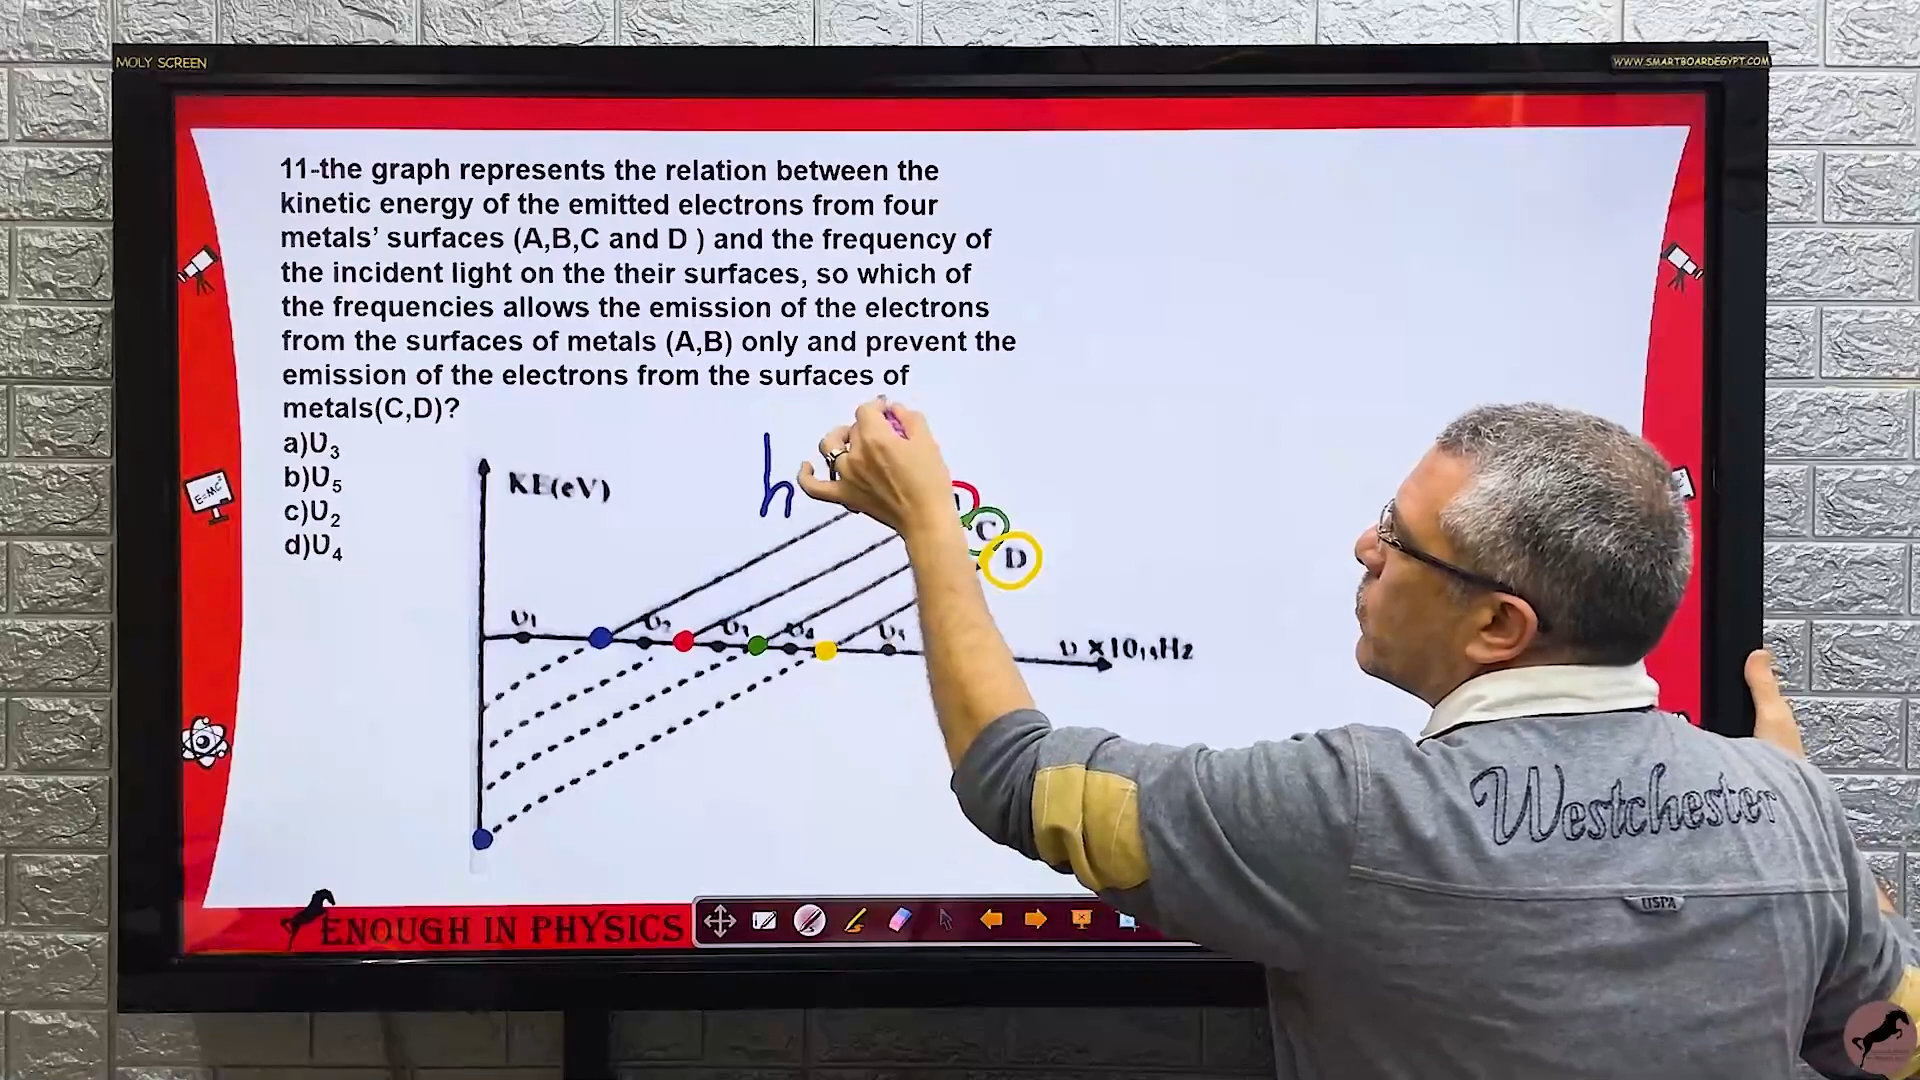 MOLY SCREEN
WWW.SMARTBOARDEGYPT.COM
11-the graph represents the relation between the
kinetic energy of the emitted electrons from four
metals’ surfaces (A,B,C and D ) and the frequency of
the incident light on the their surfaces, so which of
the frequencies allows the emission of the electrons
from the surfaces of metals (A,B) only and prevent the
emission of the electrons from the surfaces of
metals(C,D)?
a)υ₃
b)υ₅
c)υ₂
d)υ₄
KE(eV)
h
C
D
υ₁ υ₂ υ₃ υ₄ υ₅
υ ×10₁₄Hz
E=MC²
ENOUGH IN PHYSICS
Westchester
USPA